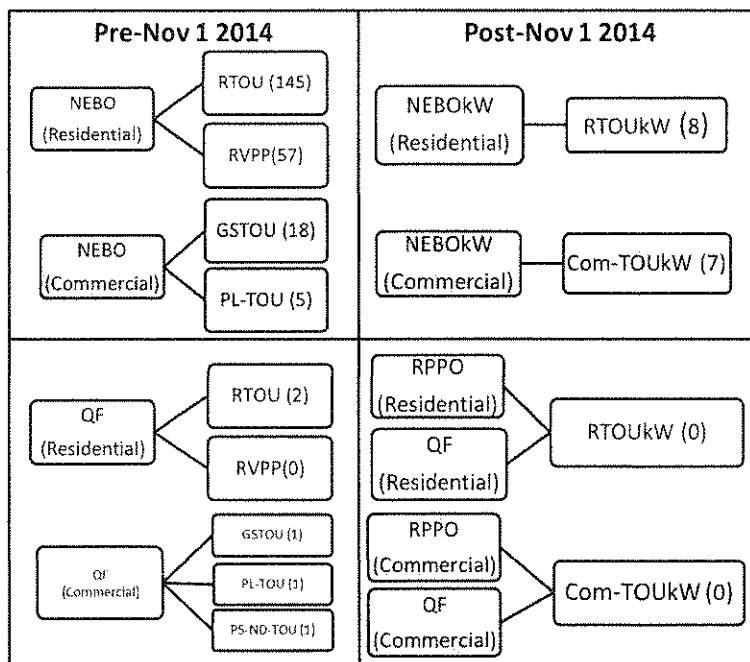 Pre-Nov 1 2014
NEBO
(Residential)
RTOU (145)
RVPP(57)
NEBO
(Commercial)
GSTOU (18)
PL-TOU (5)
Post-Nov 1 2014
NEBOkW
(Residential)
RTOUkW (8)
NEBOkW
(Commercial)
Com-TOUkW (7)
QF
(Residential)
RTOU (2)
RVPP(0)
QF
(Commercial)
GSTOU (1)
PL-TOU (1)
PS-ND-TOU (1)
RPPO
(Residential)
QF
(Residential)
RTOUkW (0)
RPPO
(Commercial)
QF
(Commercial)
Com-TOUkW (0)